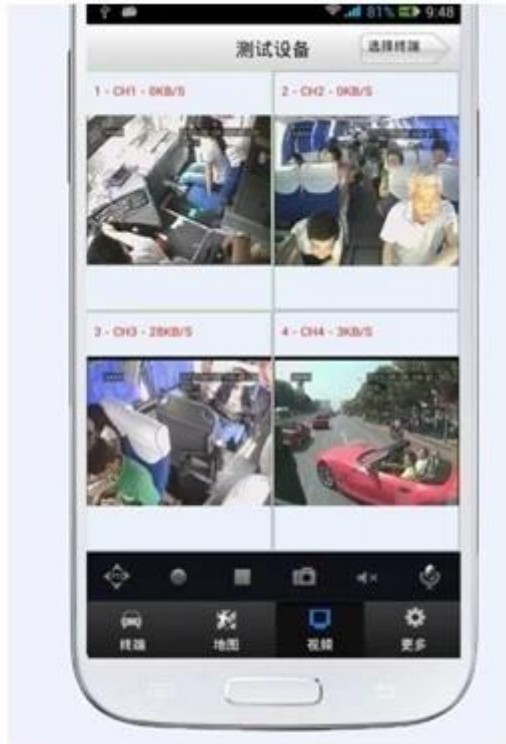 81% 9:48
测试设备
选择终端
1 - CH1 - 0KB/S
2 - CH2 - 0KB/S
3 - CH3 - 28KB/S
4 - CH4 - 3KB/S
终端
地图
视频
更多